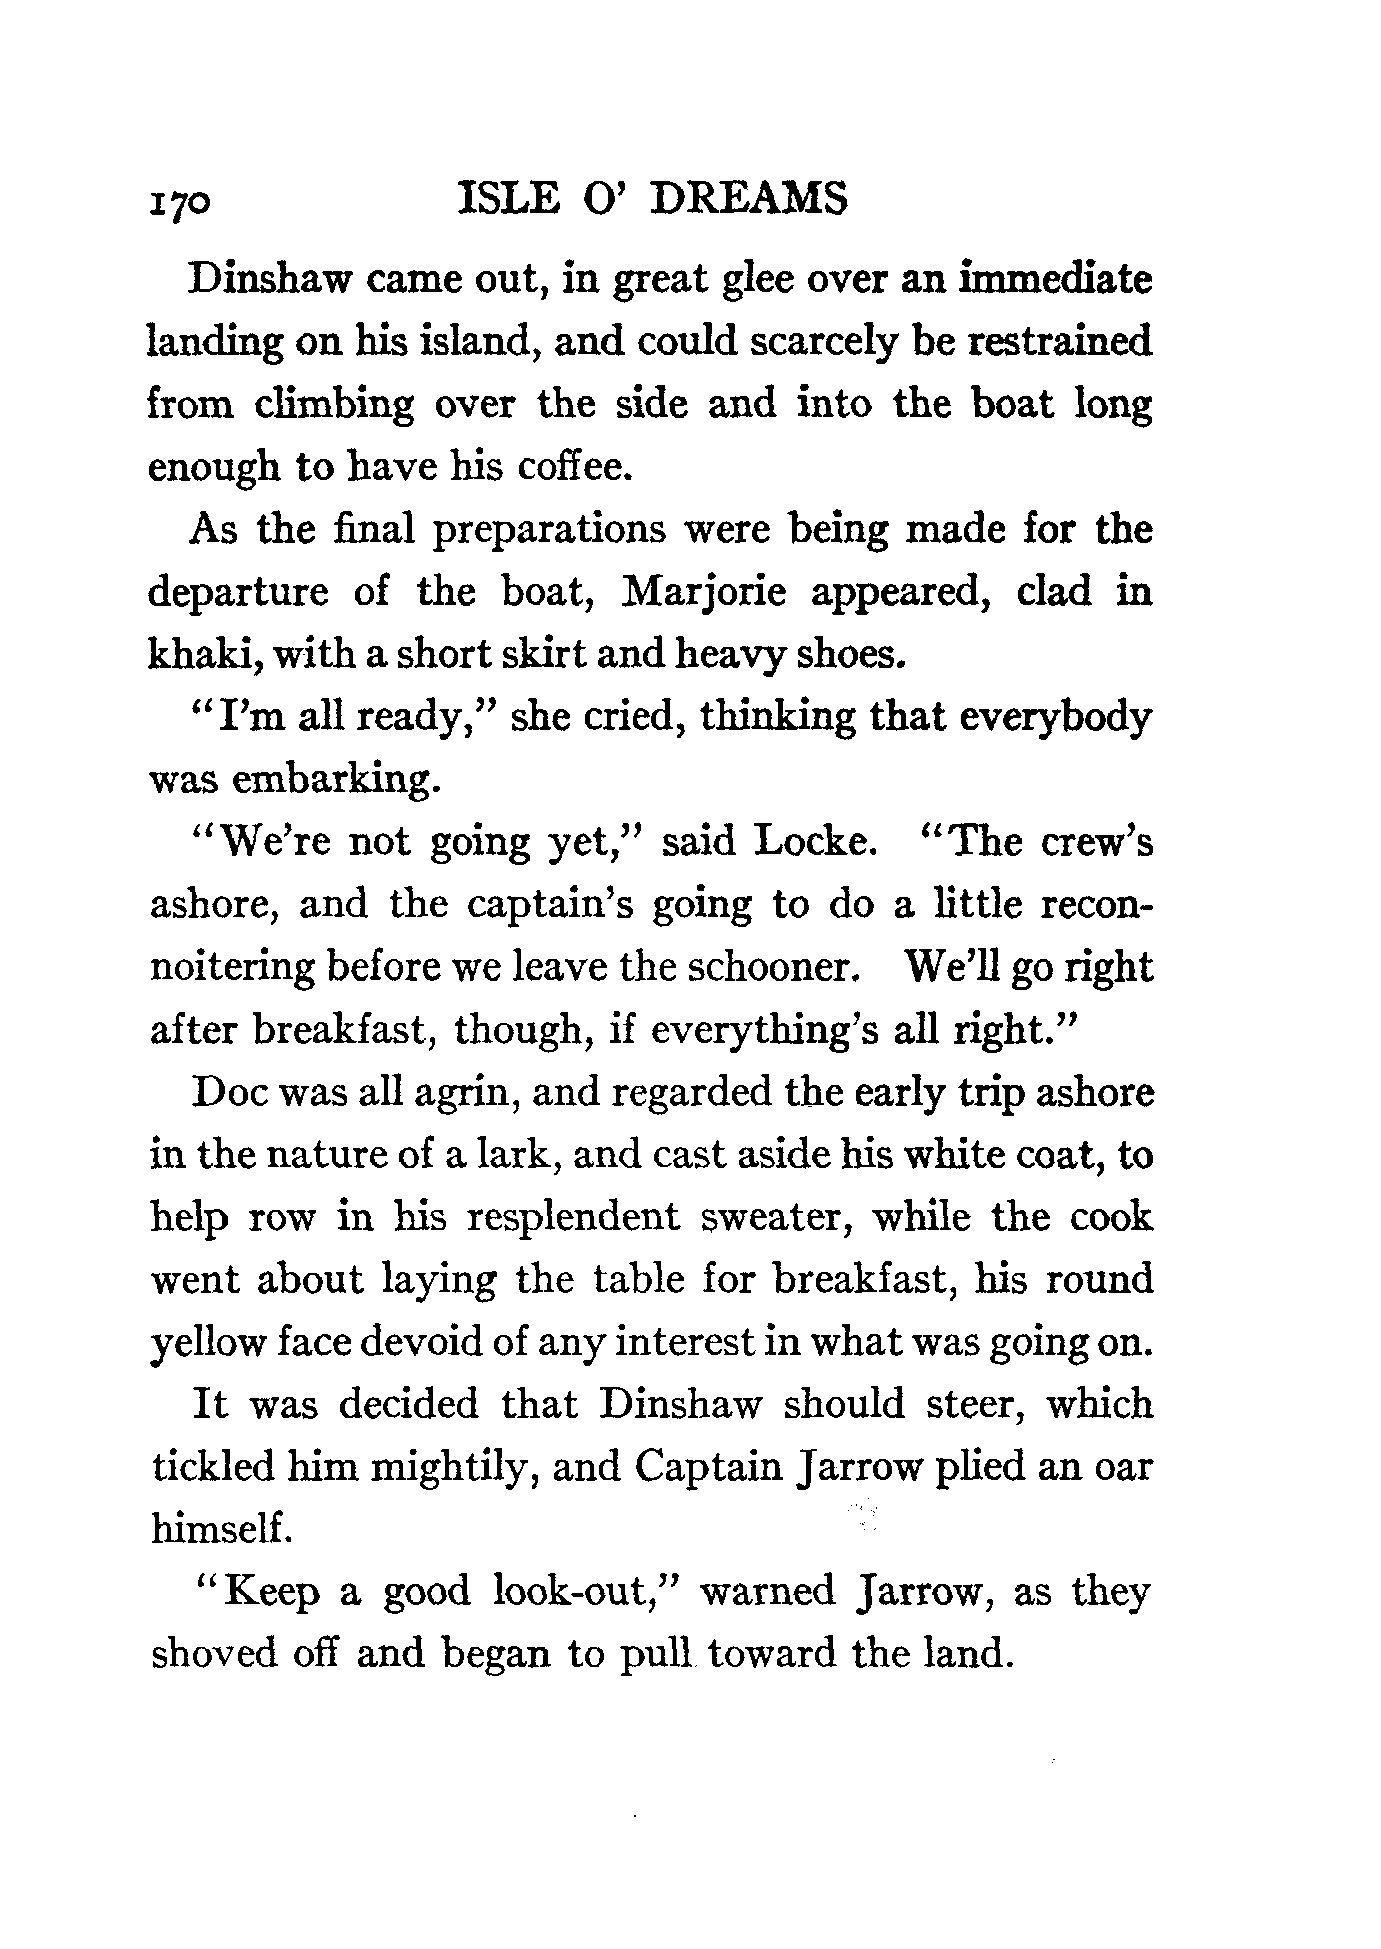 170 ISLE O' DREAMS
Dinshaw came out, in great glee over an immediate
landing on his island, and could scarcely be restrained
from climbing over the side and into the boat long
enough to have his coffee.
As the final preparations were being made for the
departure of the boat, Marjorie appeared, clad in
khaki, with a short skirt and heavy shoes.
"I'm all ready," she cried, thinking that everybody
was embarking.
"We're not going yet," said Locke. "The crew's
ashore, and the captain's going to do a little recon-
noitering before we leave the schooner. We'll go right
after breakfast, though, if everything's all right."
Doc was all agrin, and regarded the early trip ashore
in the nature of a lark, and cast aside his white coat, to
help row in his resplendent sweater, while the cook
went about laying the table for breakfast, his round
yellow face devoid of any interest in what was going on.
It was decided that Dinshaw should steer, which
tickled him mightily, and Captain Jarrow plied an oar
himself.
"Keep a good look-out," warned Jarrow, as they
shoved off and began to pull toward the land.